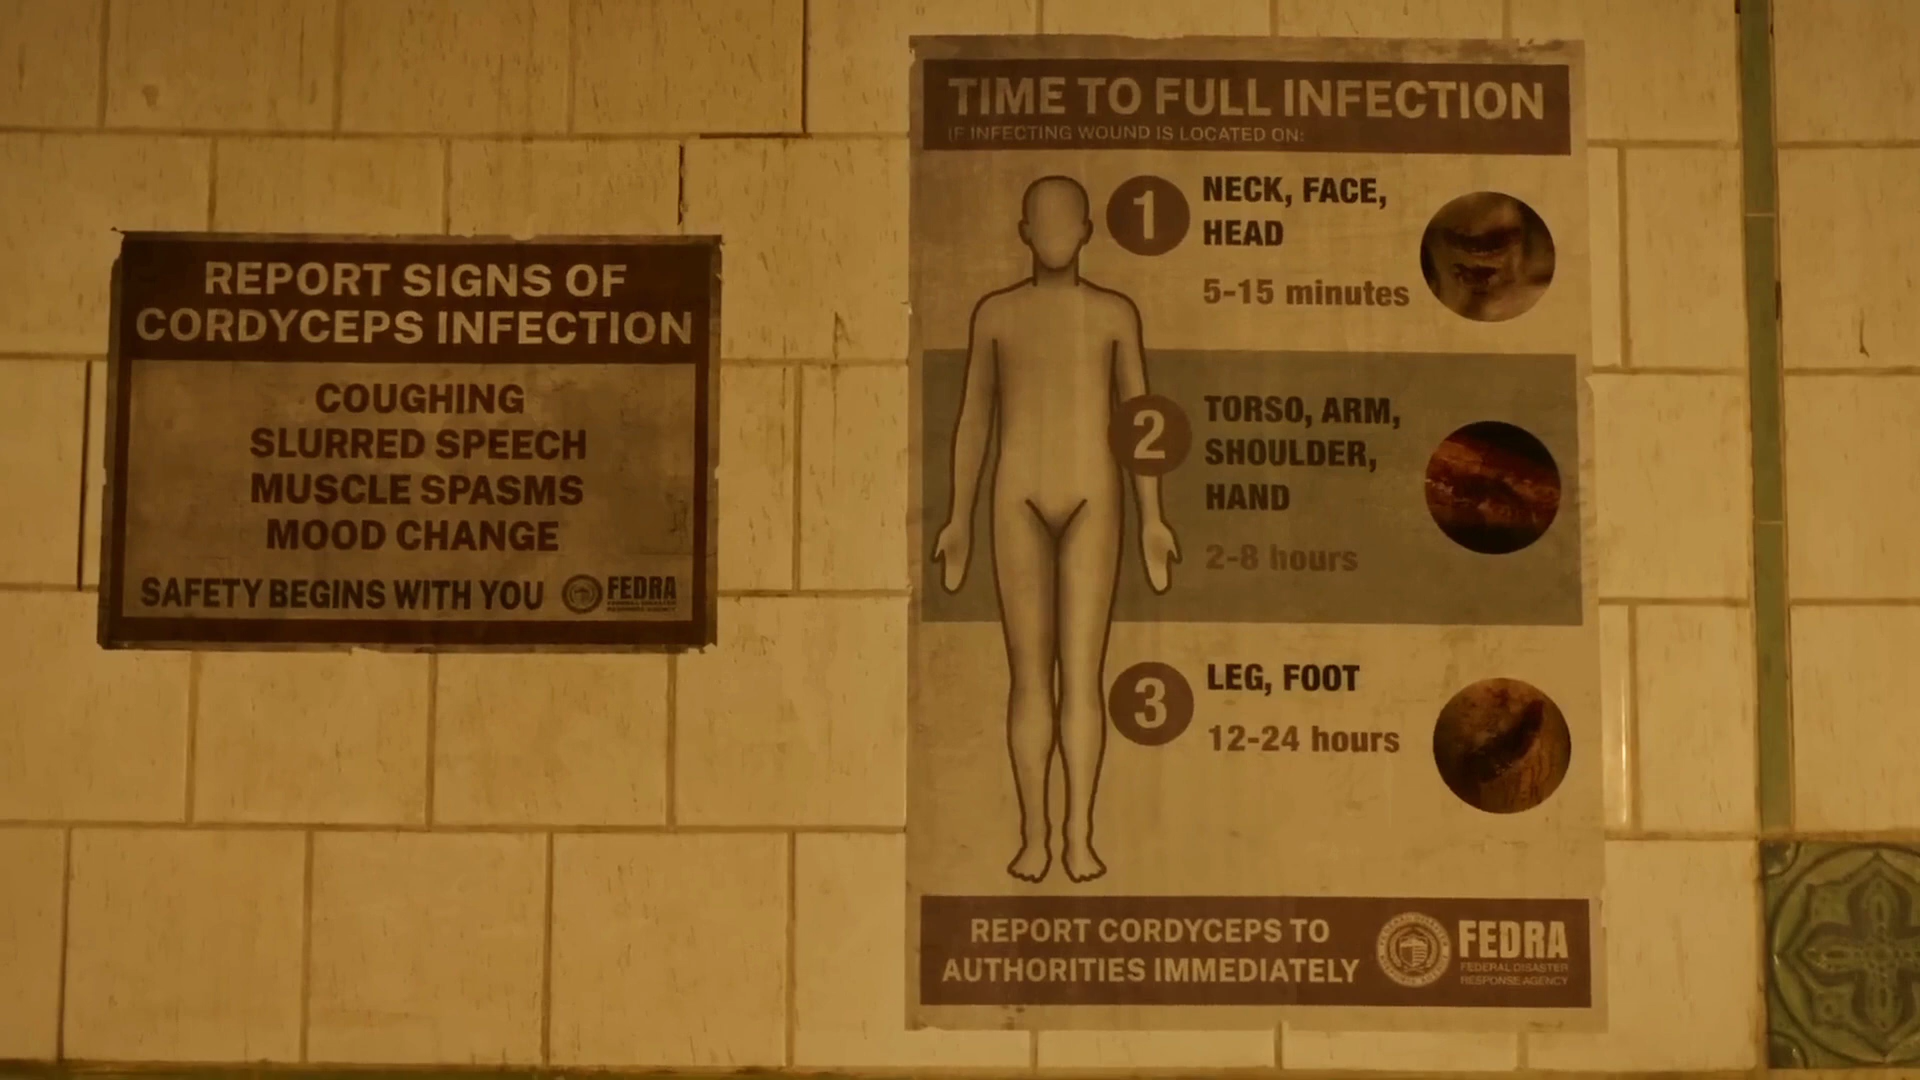 REPORT SIGNS OF
CORDYCEPS INFECTION
COUGHING
SLURRED SPEECH
MUSCLE SPASMS
MOOD CHANGE
SAFETY BEGINS WITH YOU
FEDRA
FEDERAL DISASTER
RESPONSE AGENCY
TIME TO FULL INFECTION
IF INFECTING WOUND IS LOCATED ON:
1
NECK, FACE,
HEAD
5-15 minutes
2
TORSO, ARM,
SHOULDER,
HAND
2-8 hours
3
LEG, FOOT
12-24 hours
REPORT CORDYCEPS TO
AUTHORITIES IMMEDIATELY
FEDRA
FEDERAL DISASTER
RESPONSE AGENCY